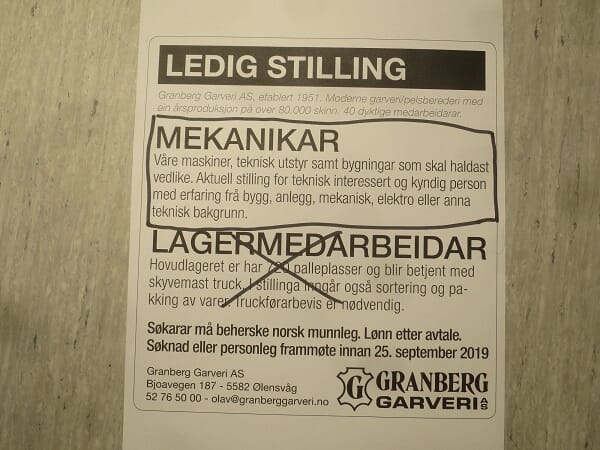 LEDIG STILLING
Granberg Garveri AS, etablert 1951. Moderne garveri/pelsberederi med
ein årsproduksjon på over 80.000 skinn. 40 dyktige medarbeidarar.
MEKANIKAR
Våre maskiner, teknisk utstyr samt bygningar som skal haldast
vedlike. Aktuell stilling for teknisk interessert og kyndig person
med erfaring frå bygg, anlegg, mekanisk, elektro eller anna
teknisk bakgrunn.
LAGERMEDARBEIDAR
Hovudlageret er har 720 palleplasser og blir betjent med
skyvemast truck. I stillinga inngår også sortering og pa-
kking av varer. Truckførarbevis er nødvendig.
Søkarar må beherske norsk munnleg. Lønn etter avtale.
Søknad eller personleg frammøte innan 25. september 2019
Granberg Garveri AS
Bjoavegen 187 - 5582 Ølensvåg
52 76 50 00 - olav@granberggarveri.no
G GRANBERG
GARVERI AS